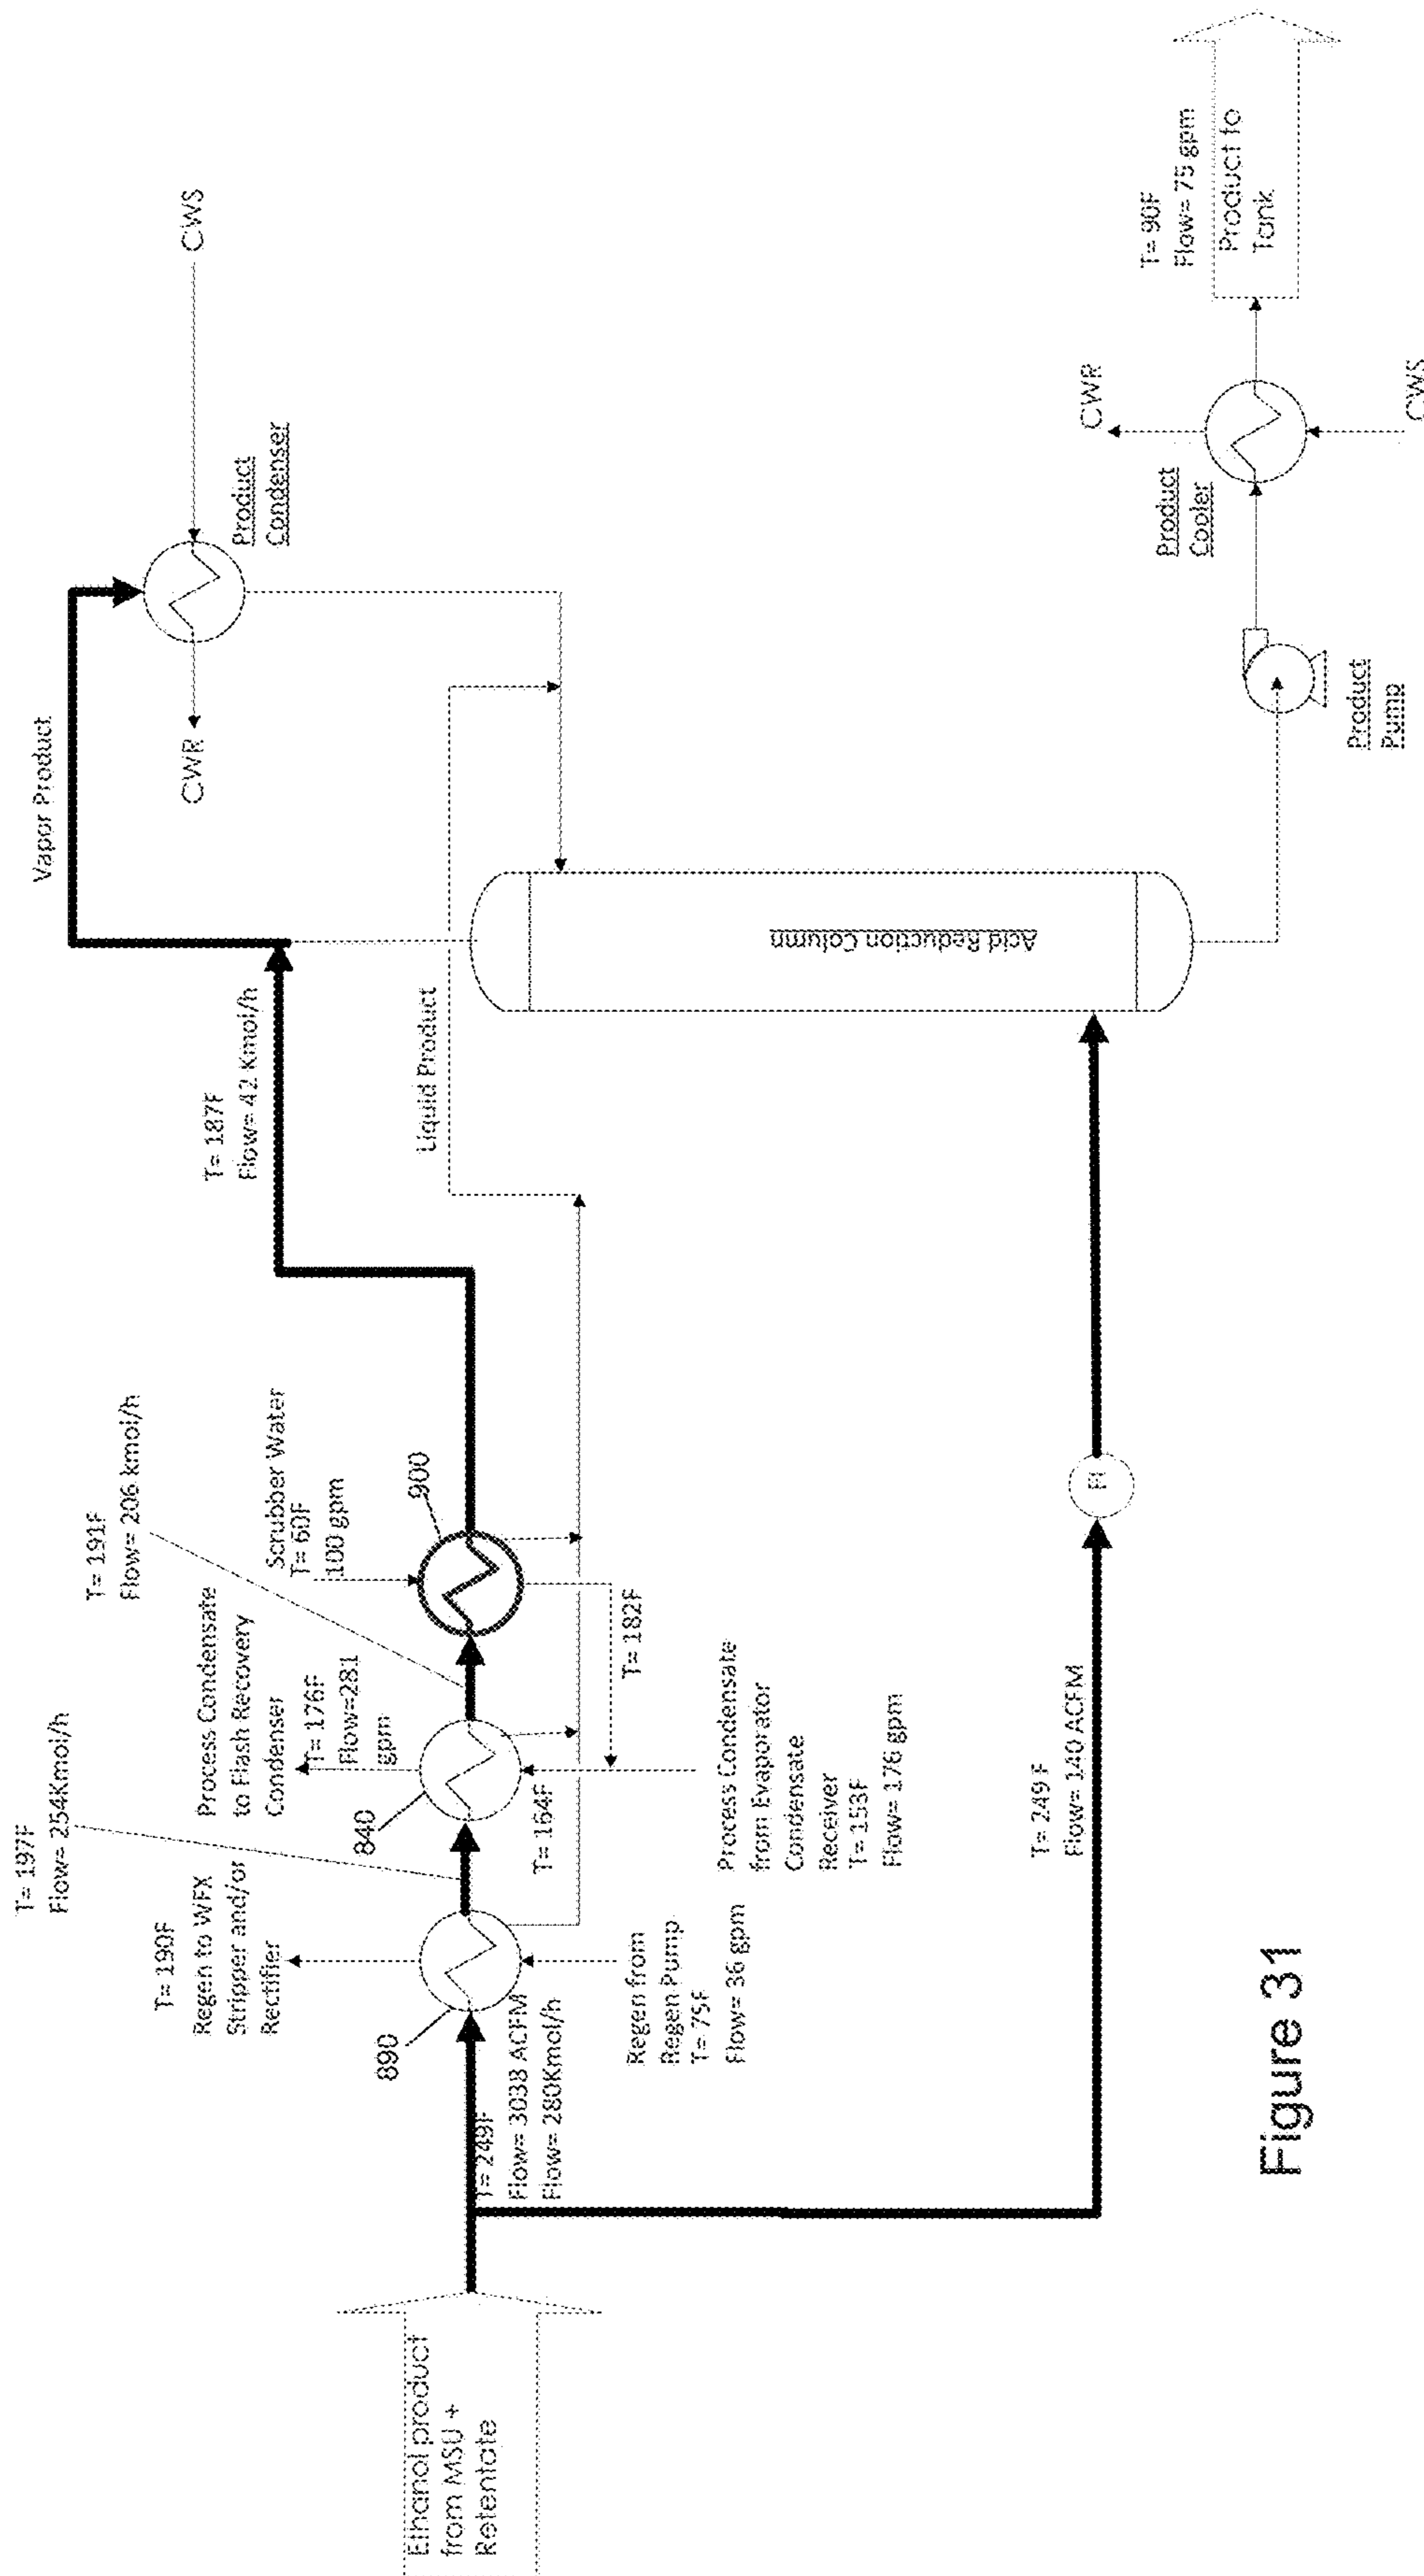 Ethanol product
from MSU +
Retentate
T= 249F
Flow= 3038 ACFM
Flow= 280Kmol/h
890
T= 190F
Regen to WFX
Stripper and/or
Rectifier
Regen from
Regen Pump
T= 75F
Flow= 36 gpm
T= 197F
Flow= 254Kmol/h
840
Process Condensate
to Flash Recovery
Condenser
T= 176F
Flow=281
gpm
T= 164F
Process Condensate
from Evaporator
Condensate
Receiver
T= 153F
Flow= 176 gpm
T= 191F
Flow= 206 kmol/h
Scrubber Water
T= 60F
100 gpm
900
T= 182F
T= 187F
Flow= 42 Kmol/h
Liquid Product
Vapor Product
CWR
CWS
Product
Condenser
Acid Reduction Column
T= 249 F
Flow= 140 ACFM
FI
Product
Pump
Product
Cooler
CWR
CWS
T= 90F
Flow= 75 gpm
Product to
Tank
Figure 31